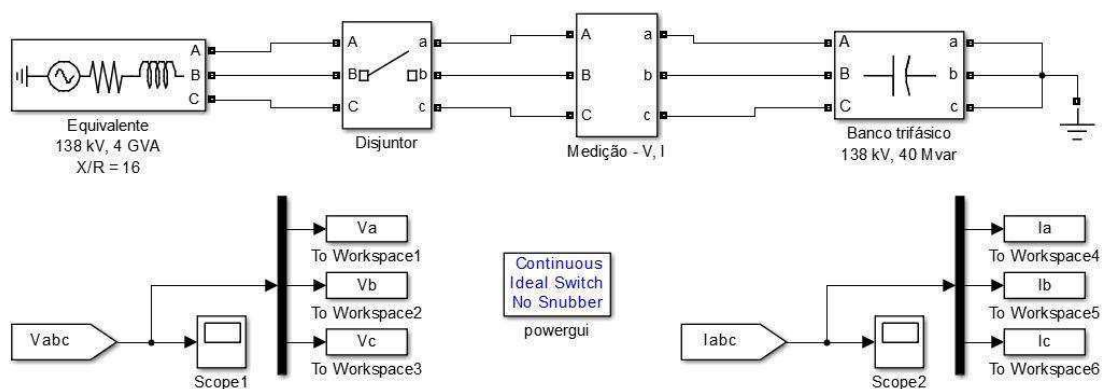 A
B
C
Equivalente
138 kV, 4 GVA
X/R = 16
A
B
C
a
b
c
Disjuntor
A
B
C
a
b
c
Medição - V, I
A
B
C
a
b
c
Banco trifásico
138 kV, 40 Mvar
Vabc
Scope1
Va
To Workspace1
Vb
To Workspace2
Vc
To Workspace3
Continuous
Ideal Switch
No Snubber
powergui
Iabc
Scope2
Ia
To Workspace4
Ib
To Workspace5
Ic
To Workspace6